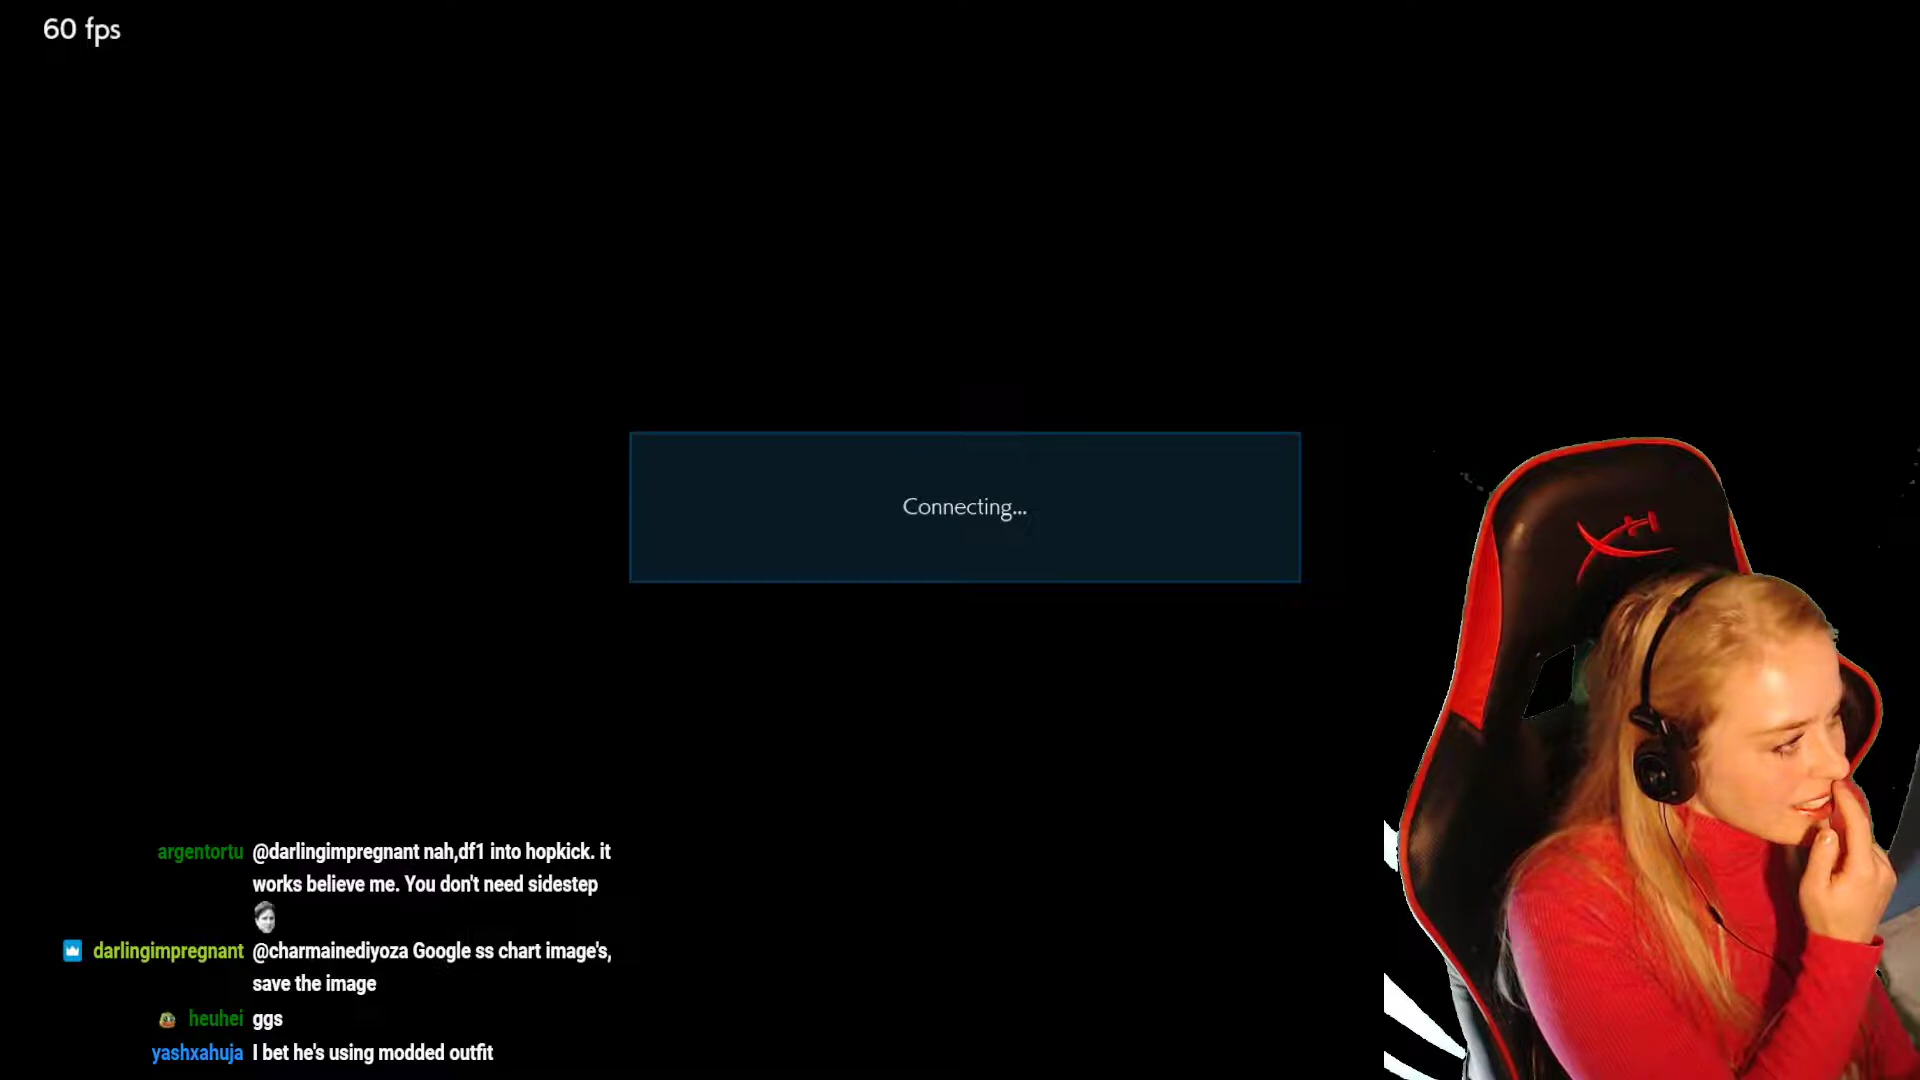 60 fps
Connecting...
argentortu @darlingimpregnant nah,df1 into hopkick. it
works believe me. You don't need sidestep
darlingimpregnant @charmainediyoza Google ss chart image's,
save the image
heuhei ggs
yashxahuja I bet he's using modded outfit